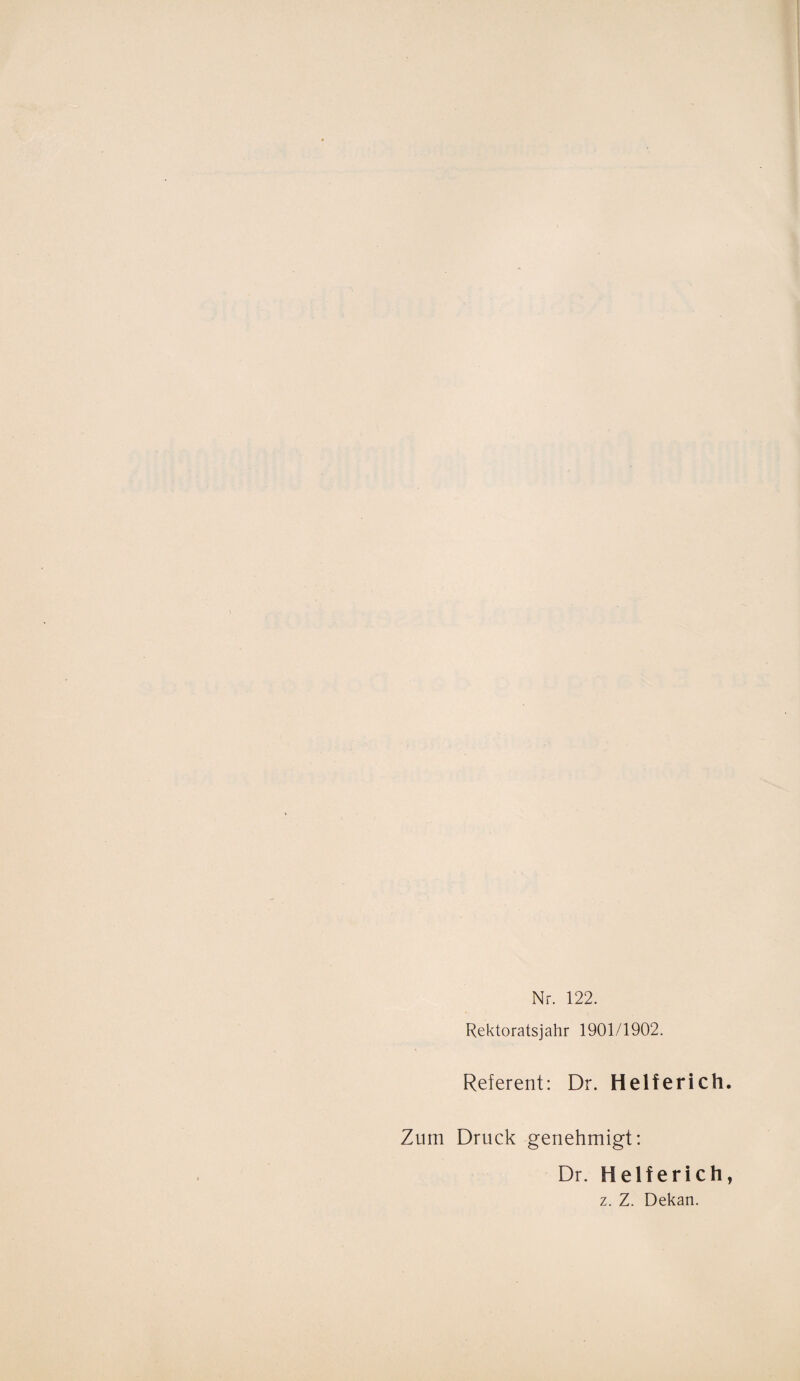 Nr. 122.
Rektoratsjahr 1901/1902.
Referent: Dr. Helferich.
Zum Druck genehmigt:
Dr. Helferich,
z. Z. Dekan.